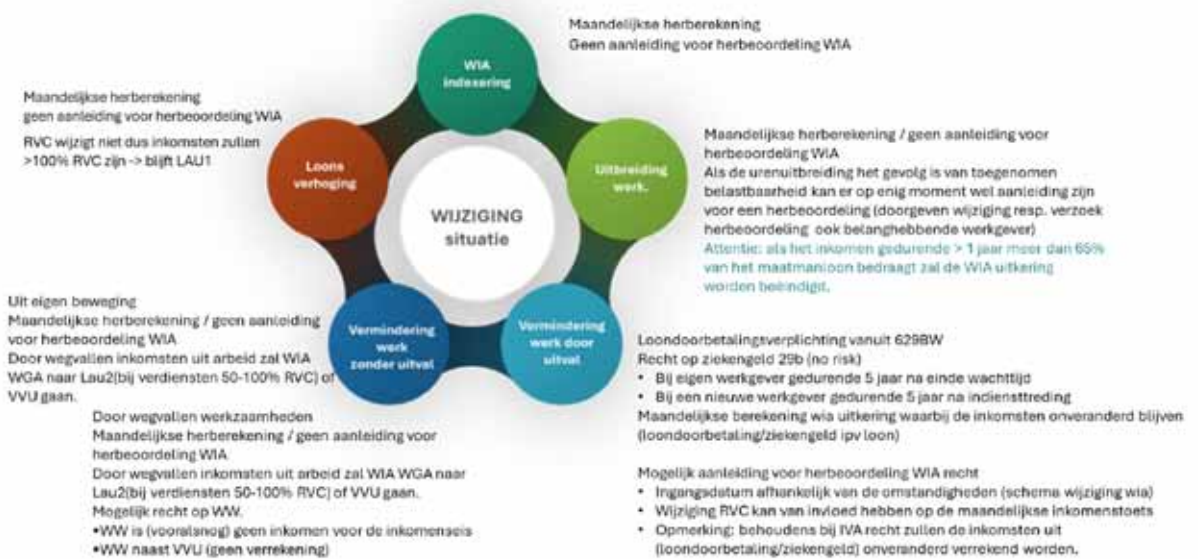 Maandelijkse herberekening
Geen aanleiding voor herbeoordeling WIA
WIA
indexering
Maandelijkse herberekening
geen aanleiding voor herbeoordeling WIA
RVC wijzigt niet dus inkomsten zullen
>100% RVC zijn -> blijft LAU1
Loons
verhoging
Uitbreiding
werk.
Maandelijkse herberekening / geen aanleiding voor
herbeoordeling WIA
Als de urenuitbreiding het gevolg is van toegenomen
belastbaarheid kan er op enig moment wel aanleiding zijn
voor een herbeoordeling (doorgeven wijziging resp. verzoek
herbeoordeling ook belanghebbende werkgever)
Attentie: als het inkomen gedurende > 1 jaar meer dan 65%
van het maatmanloon bedraagt zal de WIA uitkering
worden beëindigd.
WIJZIGING
situatie
Uit eigen beweging
Maandelijkse herberekening / geen aanleiding
voor herbeoordeling WIA
Door wegvallen inkomsten uit arbeid zal WIA
WGA naar Lau2(bij verdiensten 50-100% RVC) of
VVU gaan.
Vermindering
werk
zonder uitval
Vermindering
werk door
uitval
Door wegvallen werkzaamheden
Maandelijkse herberekening / geen aanleiding voor
herbeoordeling WIA
Door wegvallen inkomsten uit arbeid zal WIA WGA naar
Lau2(bij verdiensten 50-100% RVC) of VVU gaan.
Mogelijk recht op WW.
•WW is (vooralsnog) geen inkomen voor de inkomenseis
•WW naast VVU (geen verrekening)
Loondoorbetalingsverplichting vanuit 629BW
Recht op ziekengeld 29b (no risk)
• Bij eigen werkgever gedurende 5 jaar na einde wachttijd
• Bij een nieuwe werkgever gedurende 5 jaar na indiensttreding
Maandelijkse berekening wia uitkering waarbij de inkomsten onveranderd blijven
(loondoorbetaling/ziekengeld ipv loon)
Mogelijk aanleiding voor herbeoordeling WIA recht
• Ingangsdatum afhankelijk van de omstandigheden (schema wijziging wia)
• Wijziging RVC kan van invloed hebben op de maandelijkse inkomenstoets
• Opmerking: behoudens bij IVA recht zullen de inkomsten uit
(loondoorbetaling/ziekengeld) onveranderd verrekend worden.